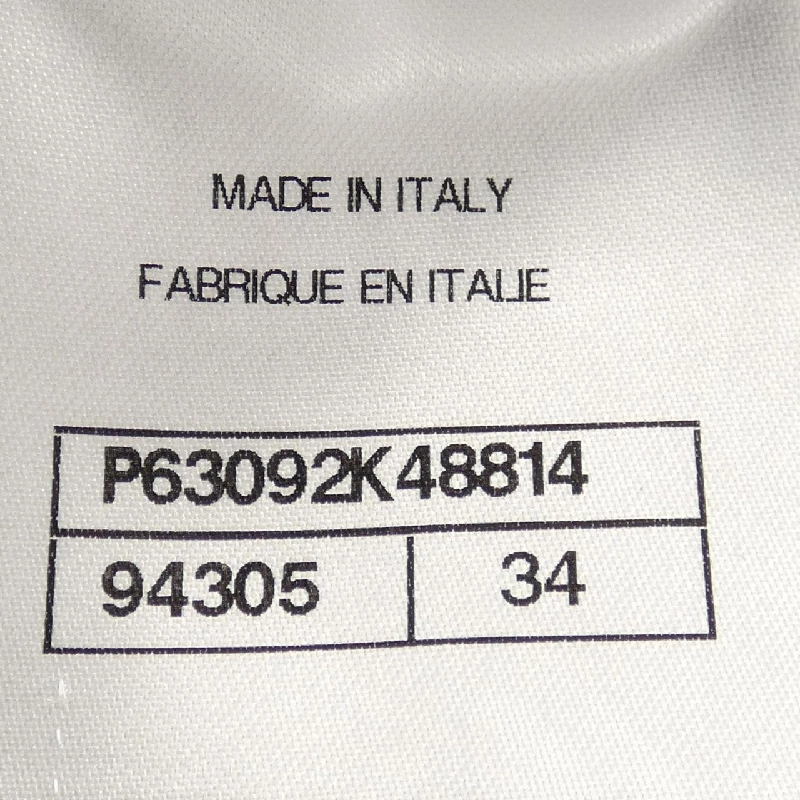 MADE IN ITALY
FABRIQUE EN ITALIE
P63092K48814
94305 34